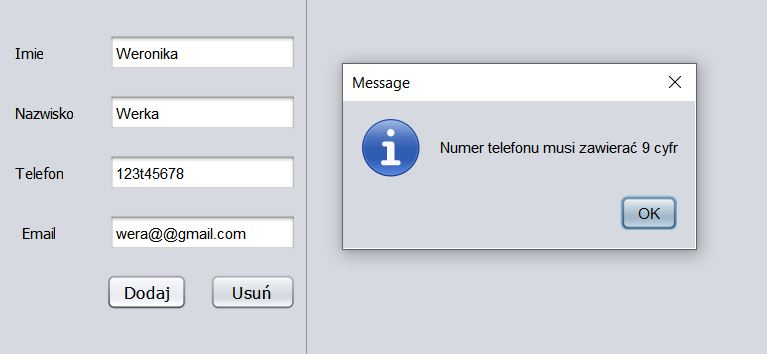 Imie
Weronika
Nazwisko
Werka
Telefon
123t45678
Email
wera@@gmail.com
Dodaj
Usuń
Message
Numer telefonu musi zawierać 9 cyfr
OK